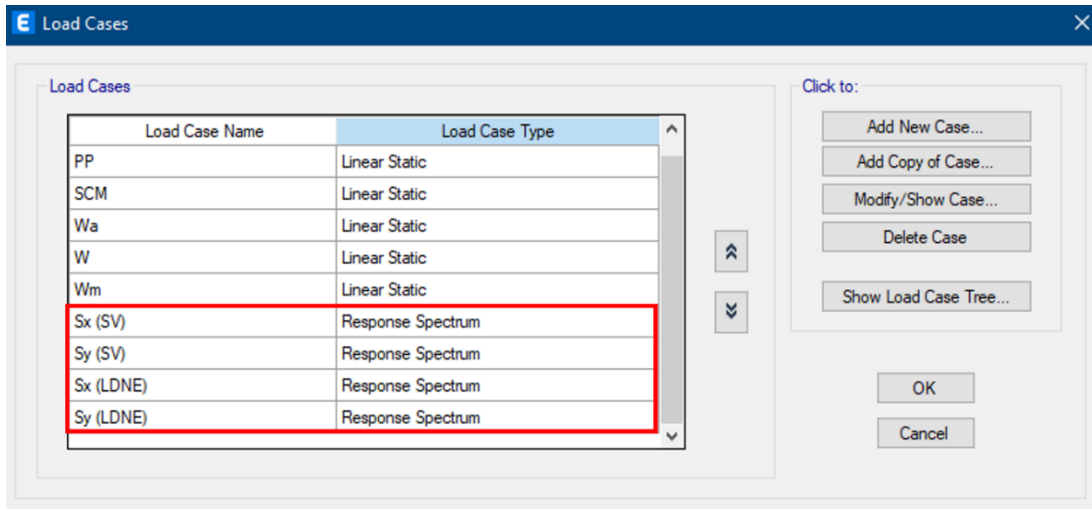 E Load Cases
Load Cases
Load Case Name Load Case Type
PP Linear Static
SCM Linear Static
Wa Linear Static
W Linear Static
Wm Linear Static
Sx (SV) Response Spectrum
Sy (SV) Response Spectrum
Sx (LDNE) Response Spectrum
Sy (LDNE) Response Spectrum
Click to:
Add New Case...
Add Copy of Case...
Modify/Show Case...
Delete Case
Show Load Case Tree...
OK
Cancel